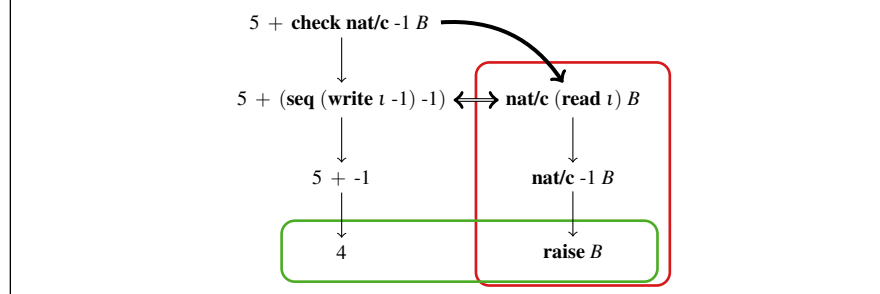 5 + check nat/c -1 B
5 + (seq (write ι -1) -1) nat/c (read ι) B
5 + -1 nat/c -1 B
4 raise B